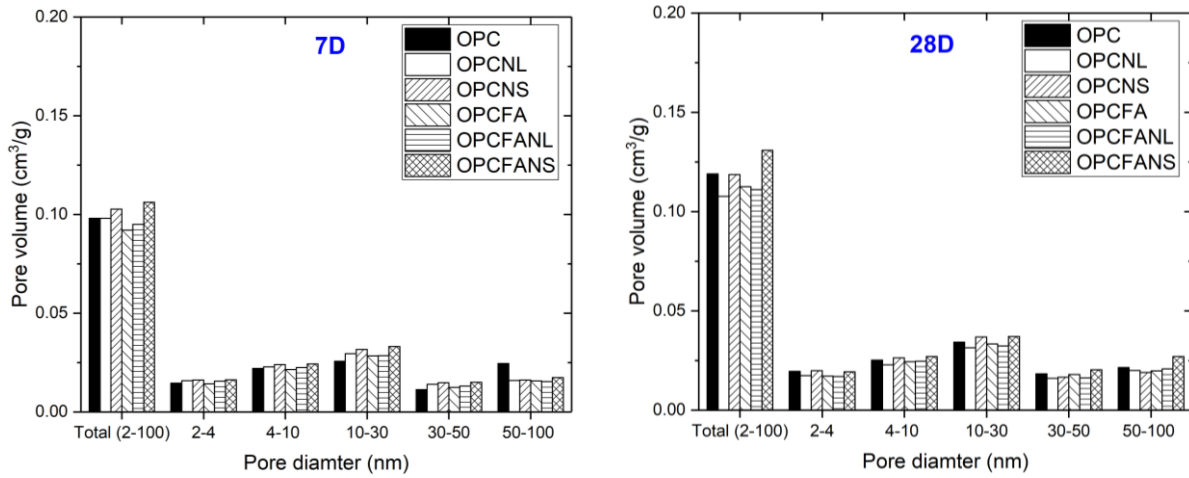 7D
OPC
OPCNL
OPCNS
OPCFA
OPCFANL
OPCFANS
0.20
0.15
0.10
0.05
0.00
Pore volume (cm³/g)
Total (2-100) 2-4 4-10 10-30 30-50 50-100
Pore diamter (nm)
28D
OPC
OPCNL
OPCNS
OPCFA
OPCFANL
OPCFANS
0.20
0.15
0.10
0.05
0.00
Pore volume (cm³/g)
Total (2-100) 2-4 4-10 10-30 30-50 50-100
Pore diamter (nm)